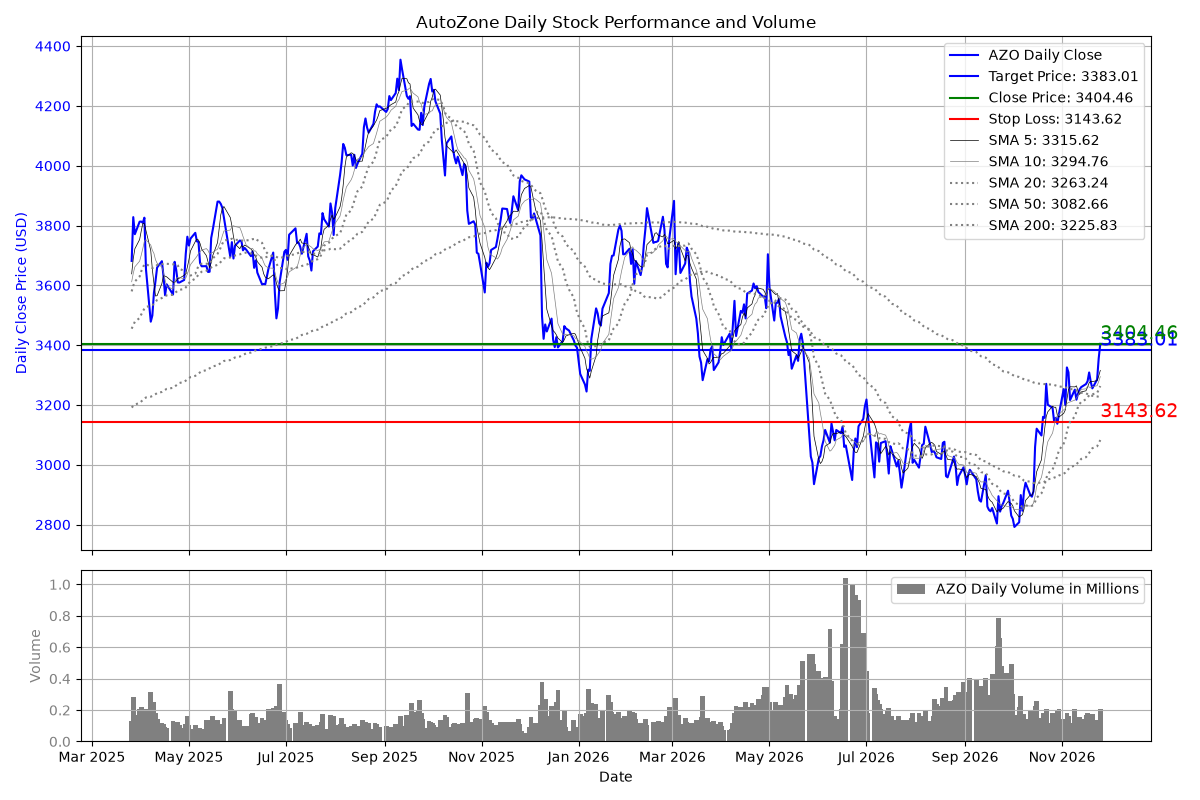 AutoZone Daily Stock Performance and Volume
4400
4200
4000
3800
3600
3400
3200
3000
2800
Daily Close Price (USD)
AZO Daily Close
Target Price: 3383.01
Close Price: 3404.46
Stop Loss: 3143.62
SMA 5: 3315.62
SMA 10: 3294.76
SMA 20: 3263.24
SMA 50: 3082.66
SMA 200: 3225.83
3404.46
3383.01
3143.62
1.0
0.8
0.6
0.4
0.2
0.0
Volume
AZO Daily Volume in Millions
Mar 2025 May 2025 Jul 2025 Sep 2025 Nov 2025 Jan 2026 Mar 2026 May 2026 Jul 2026 Sep 2026 Nov 2026
Date